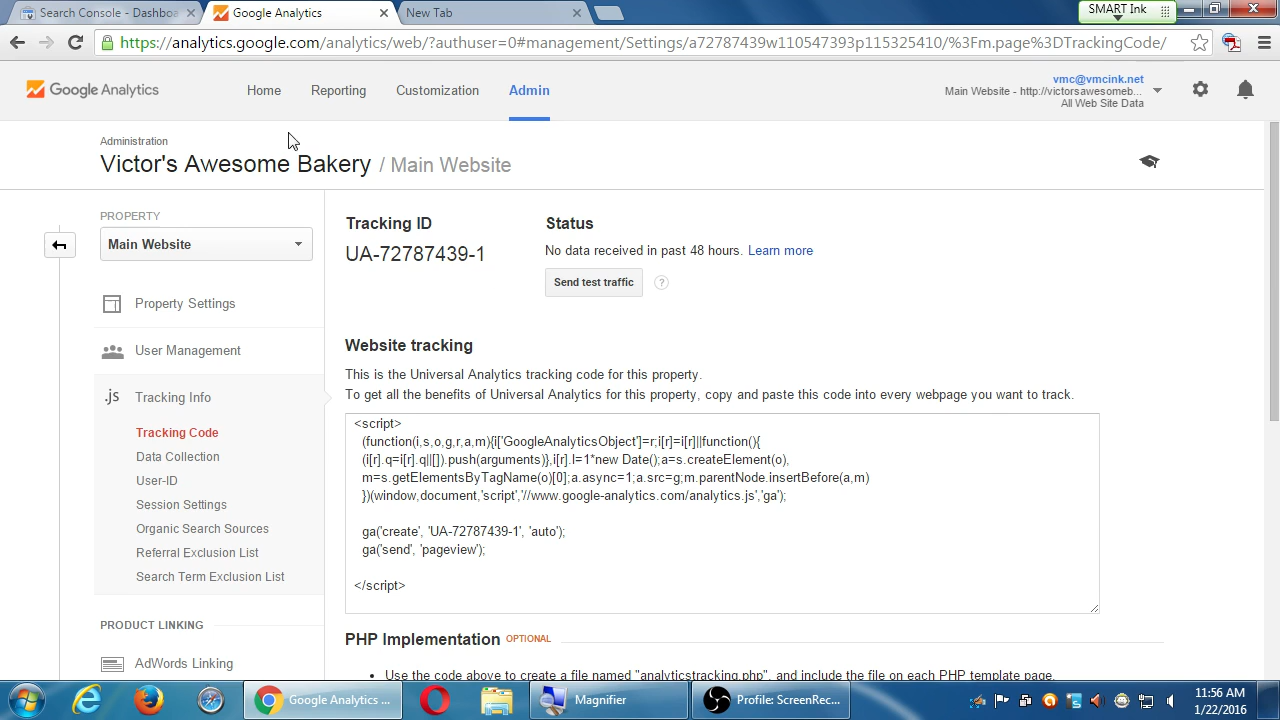 Search Console - Dashboa
Google Analytics
New Tab
SMART Ink
https://analytics.google.com/analytics/web/?authuser=0#management/Settings/a72787439w110547393p115325410/%3Fm.page%3DTrackingCode/
Google Analytics
Home
Reporting
Customization
Admin
vmc@vmcink.net
Main Website - http://victorsawesomeb...
All Web Site Data
Administration
Victor's Awesome Bakery / Main Website
PROPERTY
Main Website
Property Settings
User Management
.js Tracking Info
Tracking Code
Data Collection
User-ID
Session Settings
Organic Search Sources
Referral Exclusion List
Search Term Exclusion List
PRODUCT LINKING
AdWords Linking
Tracking ID
UA-72787439-1
Status
No data received in past 48 hours. Learn more
Send test traffic
?
Website tracking
This is the Universal Analytics tracking code for this property.
To get all the benefits of Universal Analytics for this property, copy and paste this code into every webpage you want to track.
<script>
(function(i,s,o,g,r,a,m){i['GoogleAnalyticsObject']=r;i[r]=i[r]||function(){
(i[r].q=i[r].q||[]).push(arguments)},i[r].l=1*new Date();a=s.createElement(o),
m=s.getElementsByTagName(o)[0];a.async=1;a.src=g;m.parentNode.insertBefore(a,m)
})(window,document,'script','//www.google-analytics.com/analytics.js','ga');
ga('create', 'UA-72787439-1', 'auto');
ga('send', 'pageview');
</script>
PHP Implementation OPTIONAL
• Use the code above to create a file named "analyticstracking.php", and include the file on each PHP template page.
Google Analytics ...
Magnifier
Profile: ScreenRec...
11:56 AM
1/22/2016